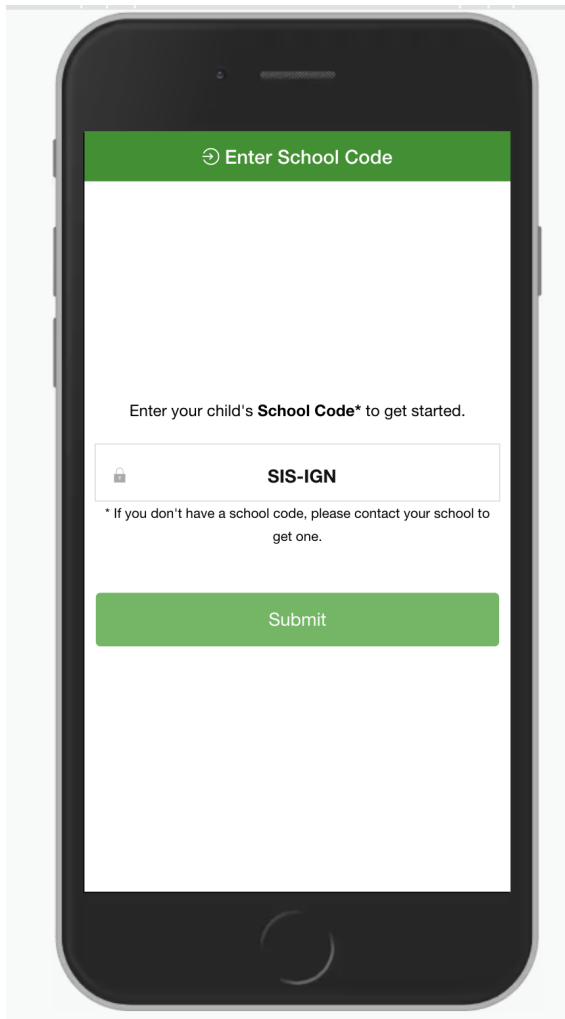 Enter School Code
Enter your child's School Code* to get started.
SIS-IGN
* If you don't have a school code, please contact your school to
get one.
Submit